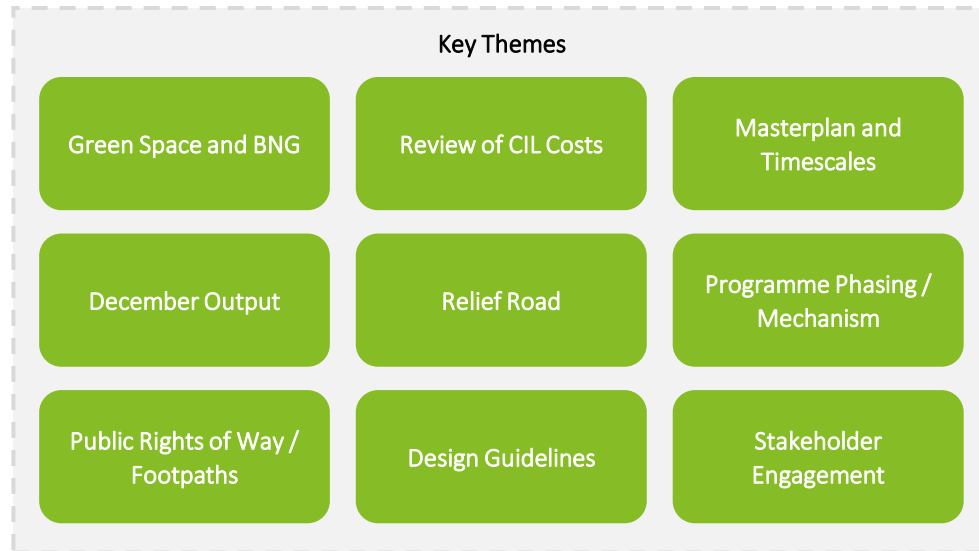 Key Themes
Green Space and BNG
Review of CIL Costs
Masterplan and
Timescales
December Output
Relief Road
Programme Phasing /
Mechanism
Public Rights of Way /
Footpaths
Design Guidelines
Stakeholder
Engagement